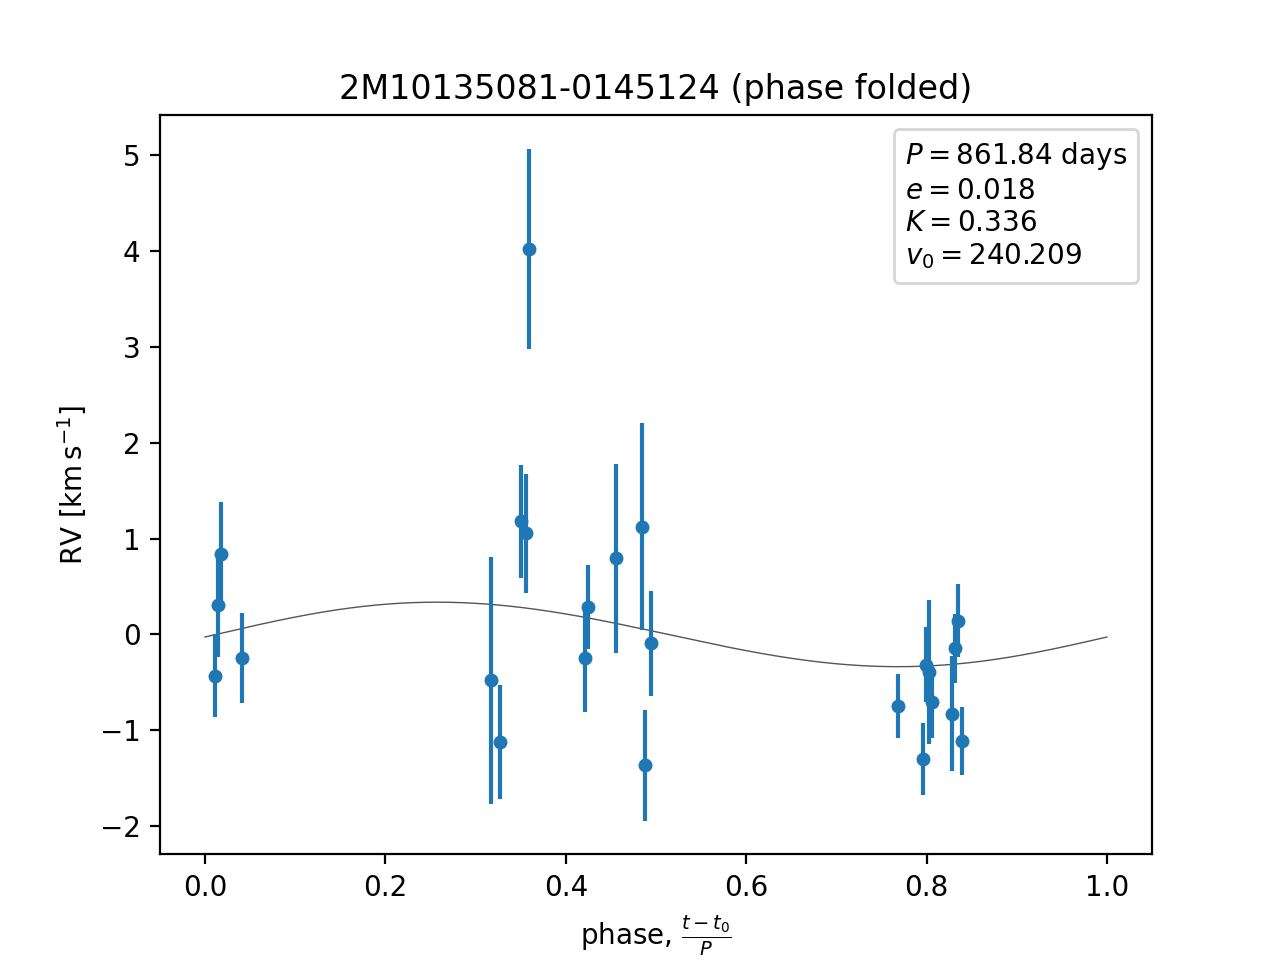 2M10135081-0145124 (phase folded)
P = 861.84 days
e = 0.018
K = 0.336
v₀ = 240.209
5
4
3
2
1
0
−1
−2
RV [km s⁻¹]
0.0 0.2 0.4 0.6 0.8 1.0
phase, (t − t₀)/P